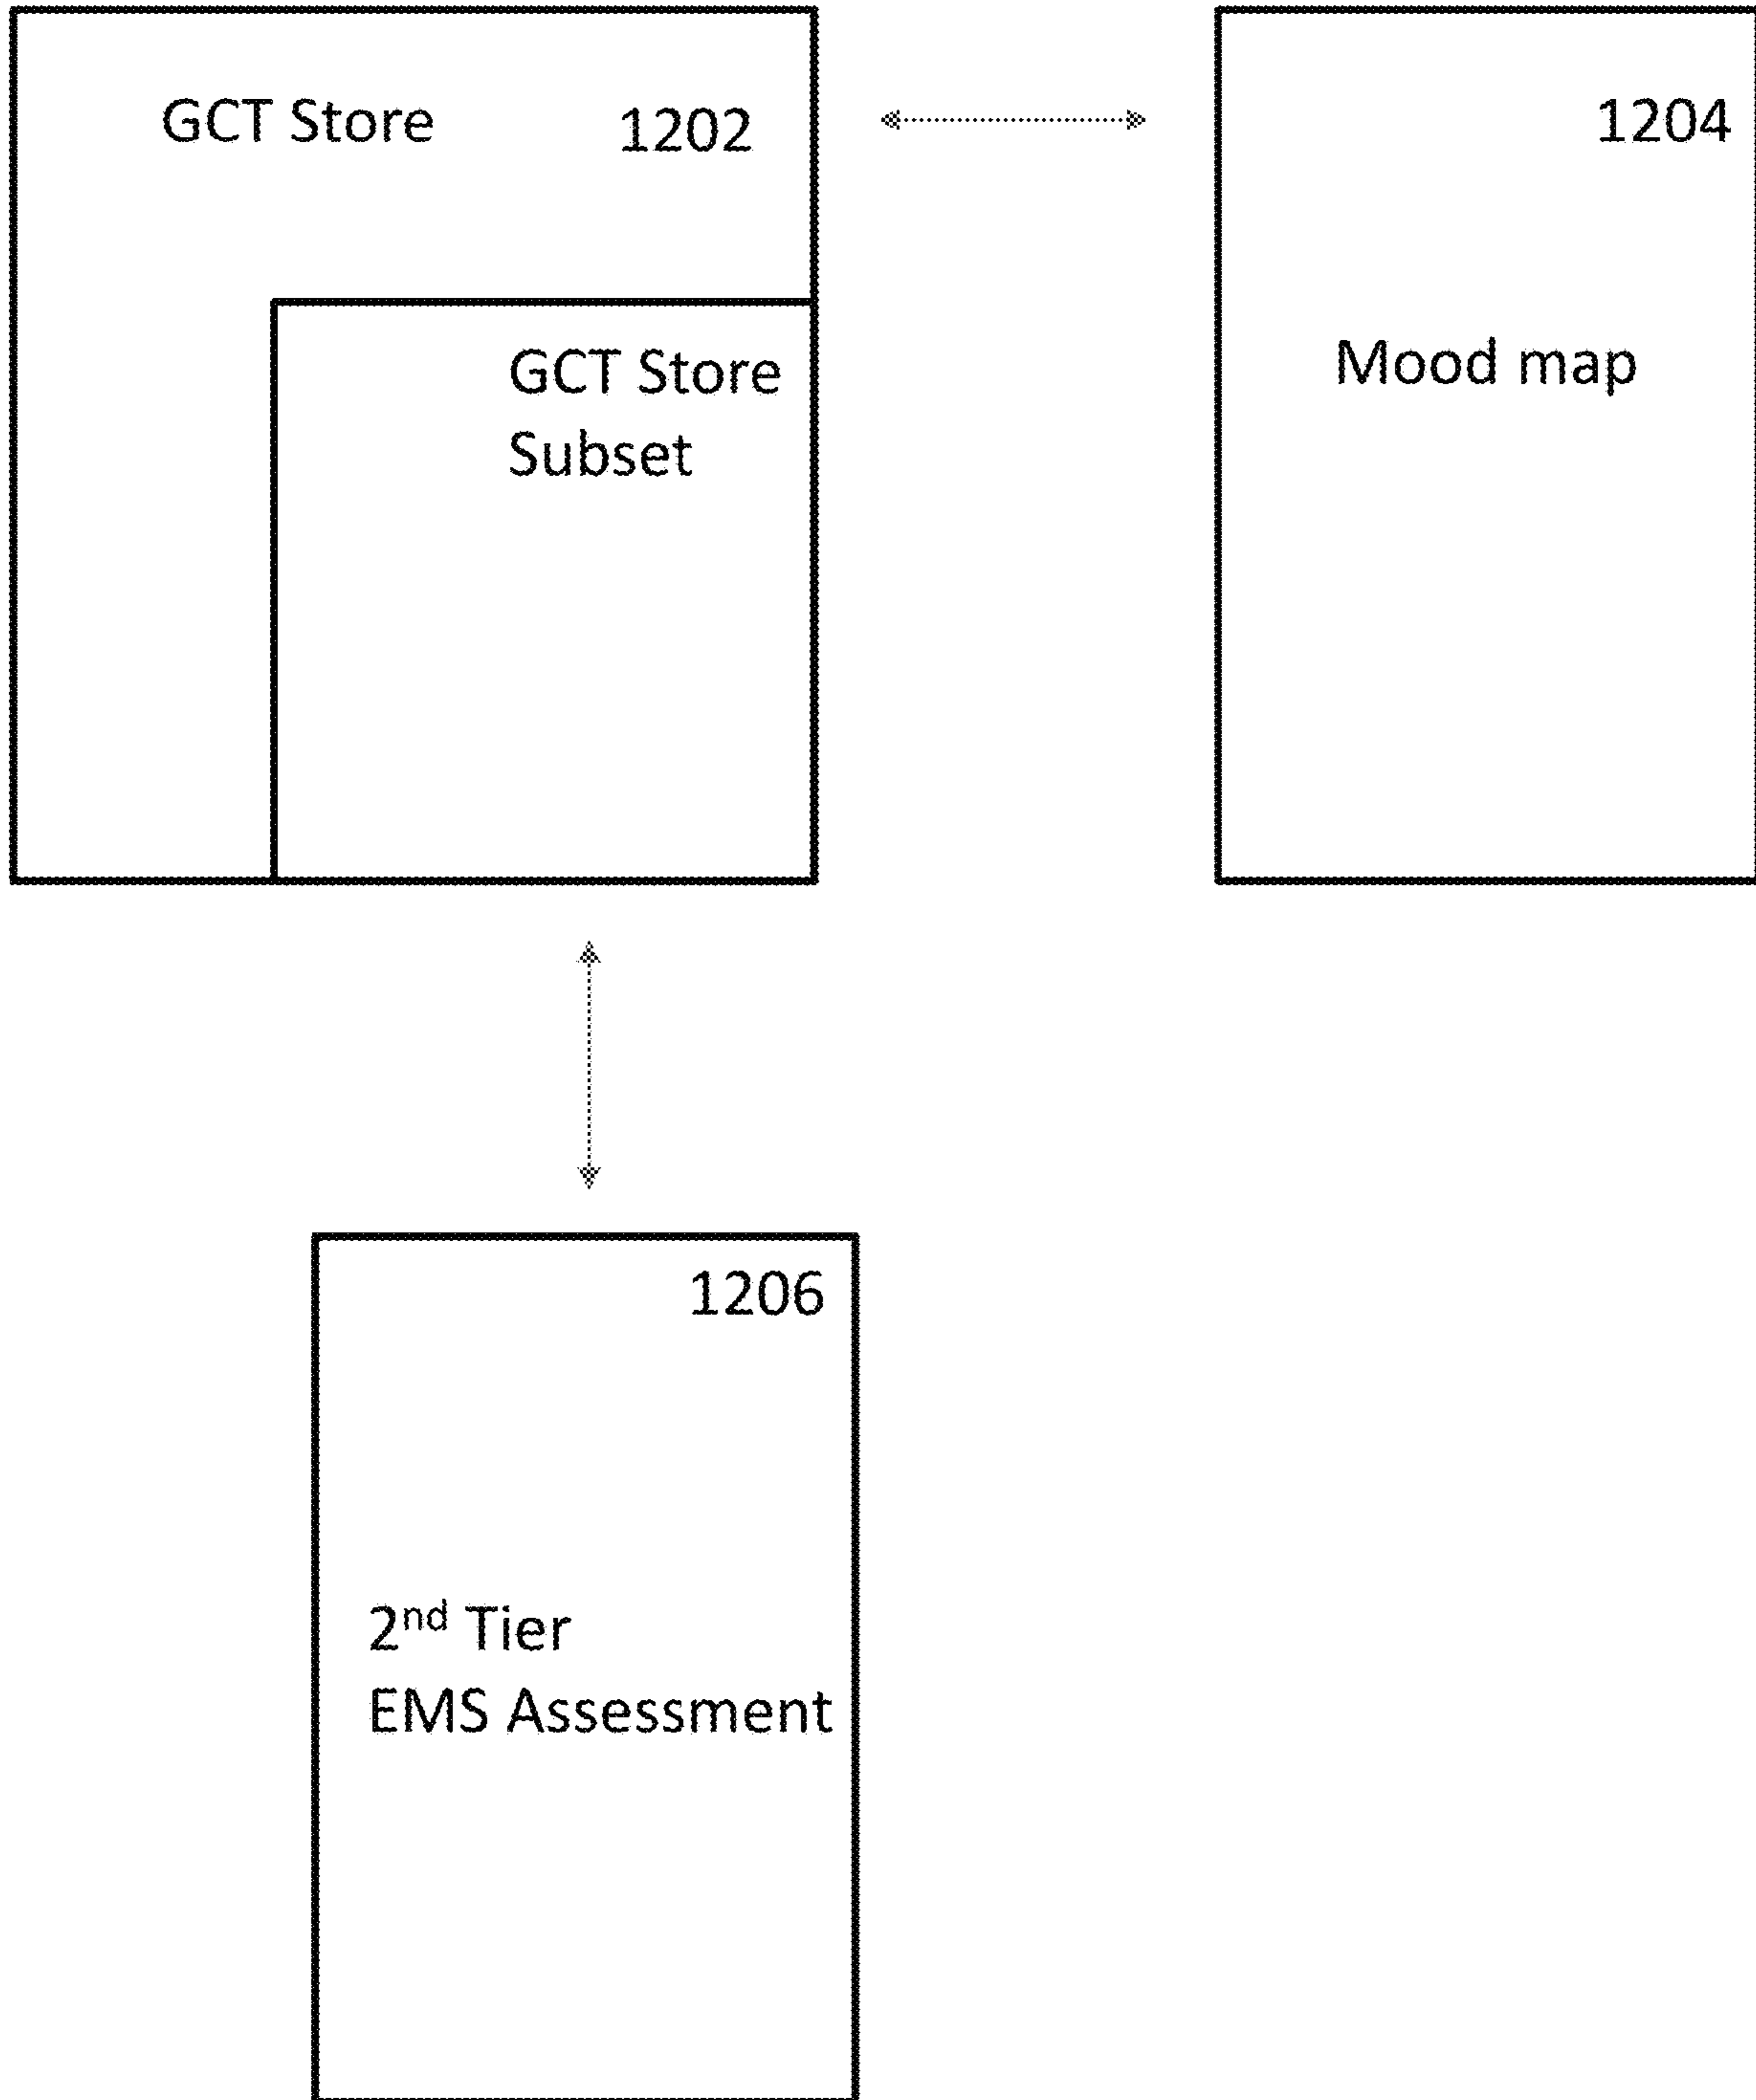 GCT Store
1202
1204
GCT Store
Subset
Mood map
1206
2nd Tier
EMS Assessment